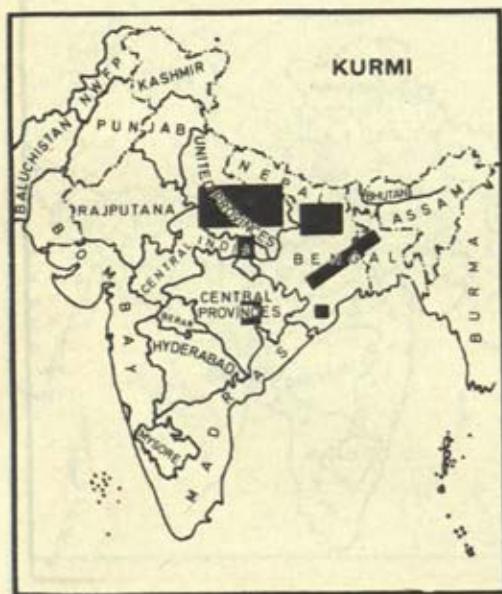 KURMI
NWFP
KASHMIR
PUNJAB
BALUCHISTAN
UNITED PROVINCES
NEPAL
BHUTAN
ASSAM
RAJPUTANA
CENTRAL INDIA
BENGAL
BURMA
BOMBAY
CENTRAL
PROVINCES
BERAR
HYDERABAD
MADRAS
MYSORE